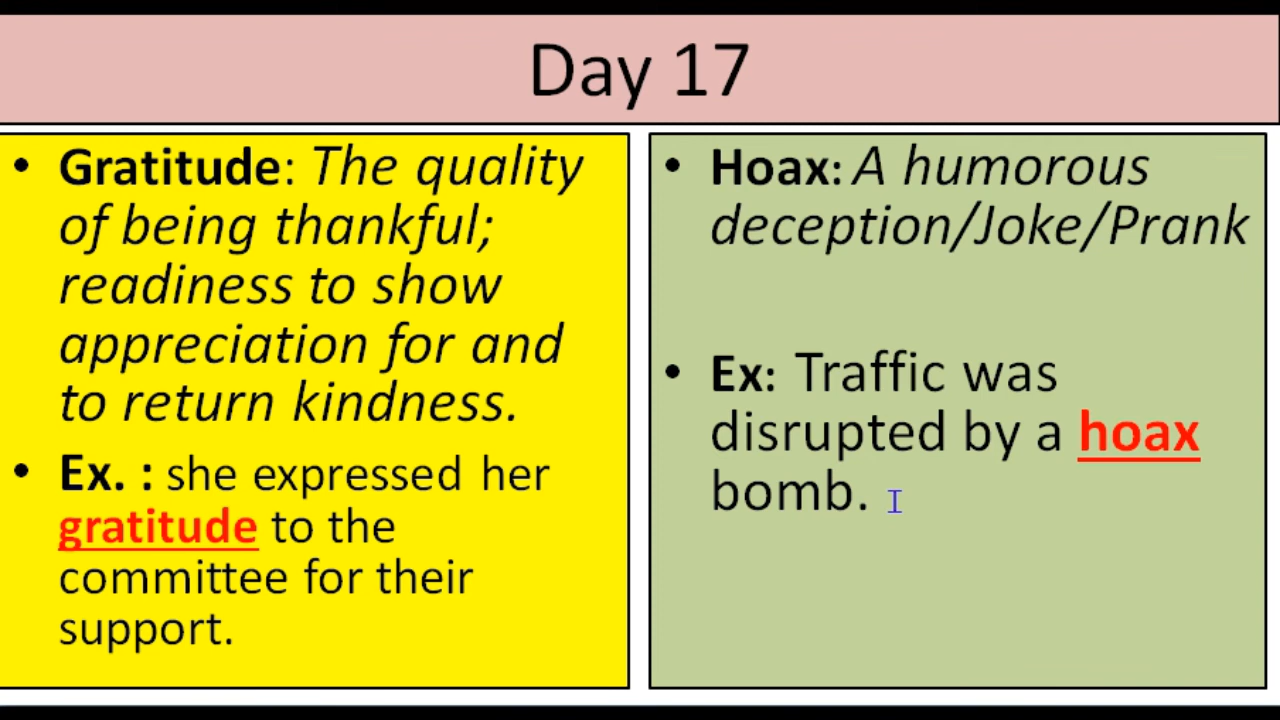 Day 17
• Gratitude: The quality
of being thankful;
readiness to show
appreciation for and
to return kindness.
• Ex. : she expressed her
gratitude to the
committee for their
support.
• Hoax: A humorous
deception/Joke/Prank
• Ex: Traffic was
disrupted by a hoax
bomb.